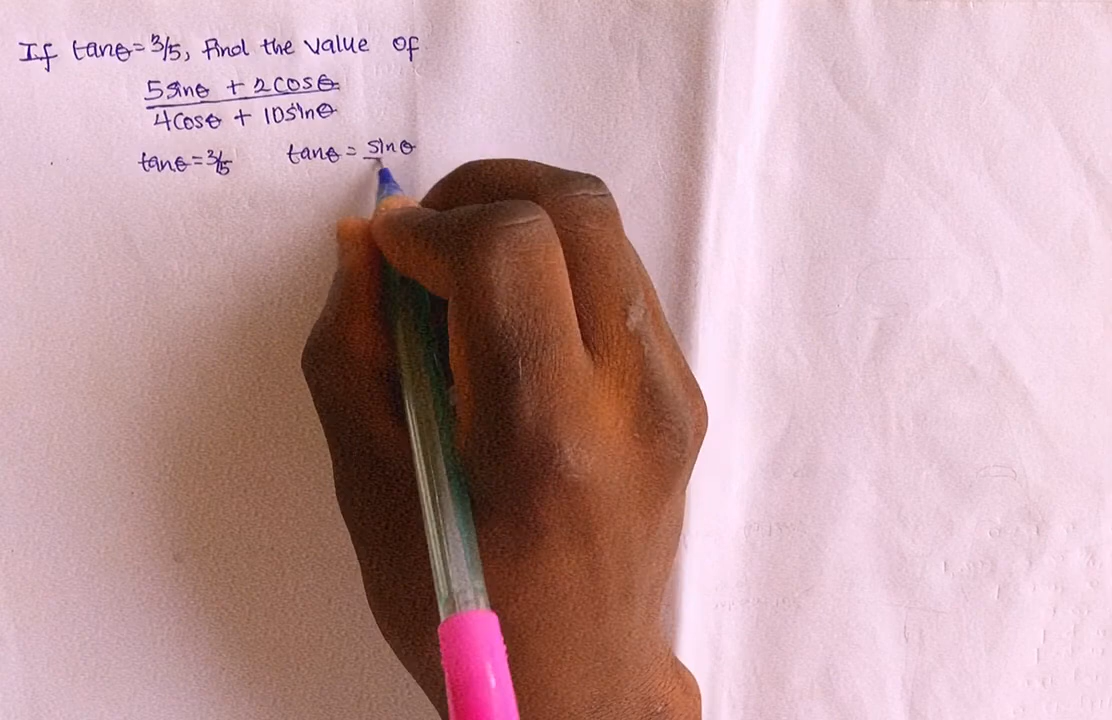 If tanθ = 3/5, find the value of
5sinθ + 2cosθ
4cosθ + 10sinθ
tanθ = 3/5 tanθ = sinθ